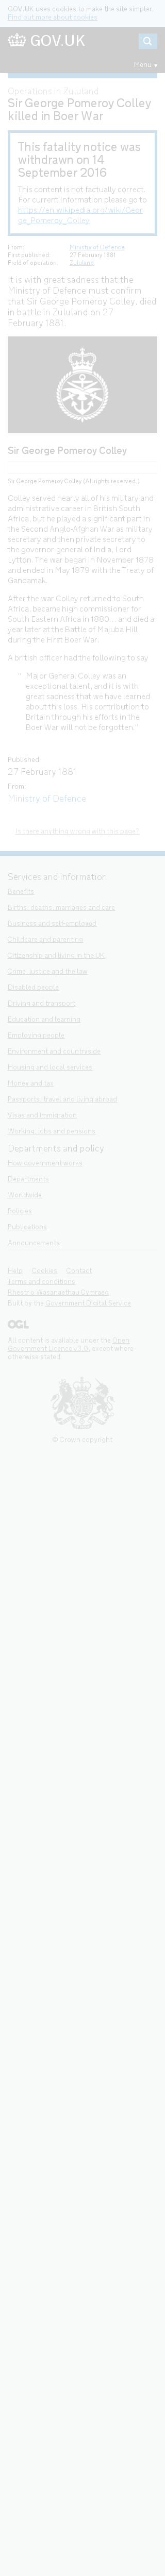 GOV.UK uses cookies to make the site simpler.
Find out more about cookies
GOV.UK
Menu
Operations in Zululand
Sir George Pomeroy Colley
killed in Boer War
This fatality notice was
withdrawn on 14
September 2016
This content is not factually correct.
For current information please go to
https://en.wikipedia.org/wiki/Geor
ge_Pomeroy_Colley.
From: Ministry of Defence
First published: 27 February 1881
Field of operation: Zululand
It is with great sadness that the
Ministry of Defence must confirm
that Sir George Pomeroy Colley, died
in battle in Zululand on 27
February 1881.
Sir George Pomeroy Colley
Sir George Pomeroy Colley (All rights reserved.)
Colley served nearly all of his military and
administrative career in British South
Africa, but he played a significant part in
the Second Anglo-Afghan War as military
secretary and then private secretary to
the governor-general of India, Lord
Lytton. The war began in November 1878
and ended in May 1879 with the Treaty of
Gandamak.
After the war Colley returned to South
Africa, became high commissioner for
South Eastern Africa in 1880... and died a
year later at the Battle of Majuba Hill
during the First Boer War.
A british officer had the following to say
“ Major General Colley was an
exceptional talent, and it is with
great sadness that we have learned
about this loss. His contribution to
Britain through his efforts in the
Boer War will not be forgotten.”
Published:
27 February 1881
From:
Ministry of Defence
Is there anything wrong with this page?
Services and information
Benefits
Births, deaths, marriages and care
Business and self-employed
Childcare and parenting
Citizenship and living in the UK
Crime, justice and the law
Disabled people
Driving and transport
Education and learning
Employing people
Environment and countryside
Housing and local services
Money and tax
Passports, travel and living abroad
Visas and immigration
Working, jobs and pensions
Departments and policy
How government works
Departments
Worldwide
Policies
Publications
Announcements
Help Cookies Contact
Terms and conditions
Rhestr o Wasanaethau Cymraeg
Built by the Government Digital Service
OGL
All content is available under the Open
Government Licence v3.0, except where
otherwise stated
© Crown copyright